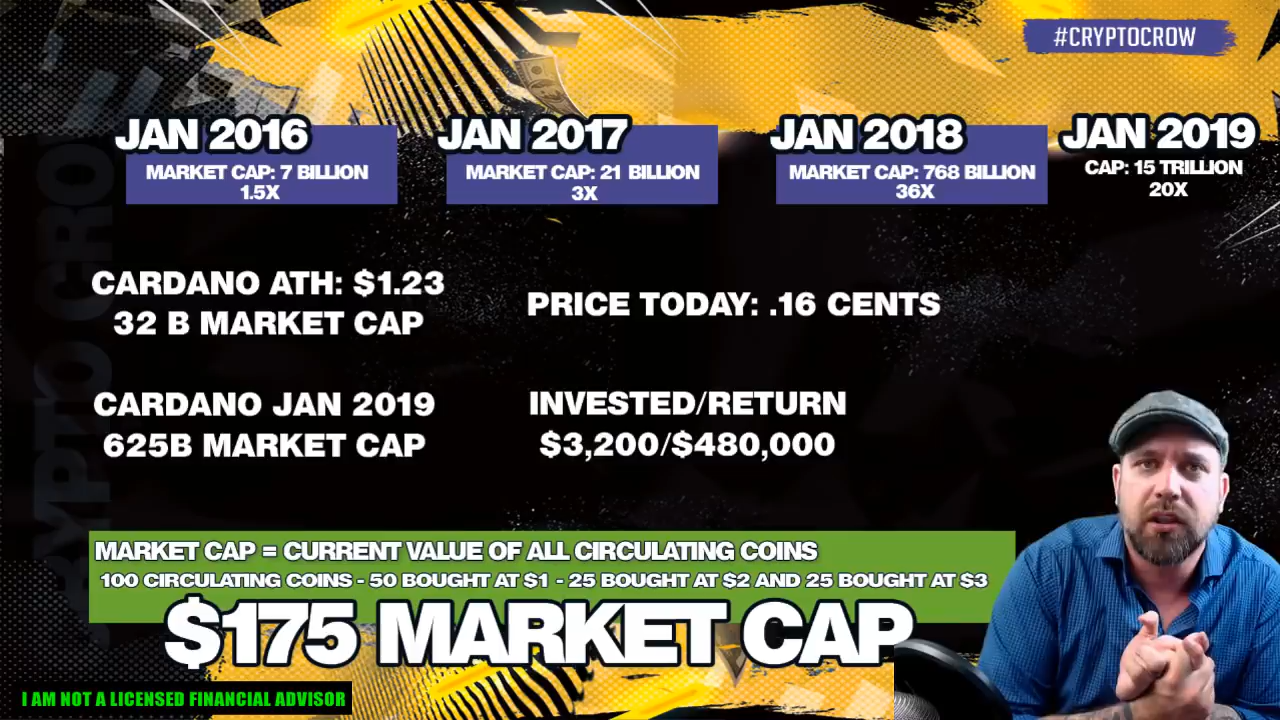 #CRYPTOCROW
JAN 2016
MARKET CAP: 7 BILLION
1.5X
JAN 2017
MARKET CAP: 21 BILLION
3X
JAN 2018
MARKET CAP: 768 BILLION
36X
JAN 2019
CAP: 15 TRILLION
20X
CARDANO ATH: $1.23
32 B MARKET CAP
PRICE TODAY: .16 CENTS
CARDANO JAN 2019
625B MARKET CAP
INVESTED/RETURN
$3,200/$480,000
MARKET CAP = CURRENT VALUE OF ALL CIRCULATING COINS
100 CIRCULATING COINS - 50 BOUGHT AT $1 - 25 BOUGHT AT $2 AND 25 BOUGHT AT $3
$175 MARKET CAP
I AM NOT A LICENSED FINANCIAL ADVISOR
CRYPTO CRO